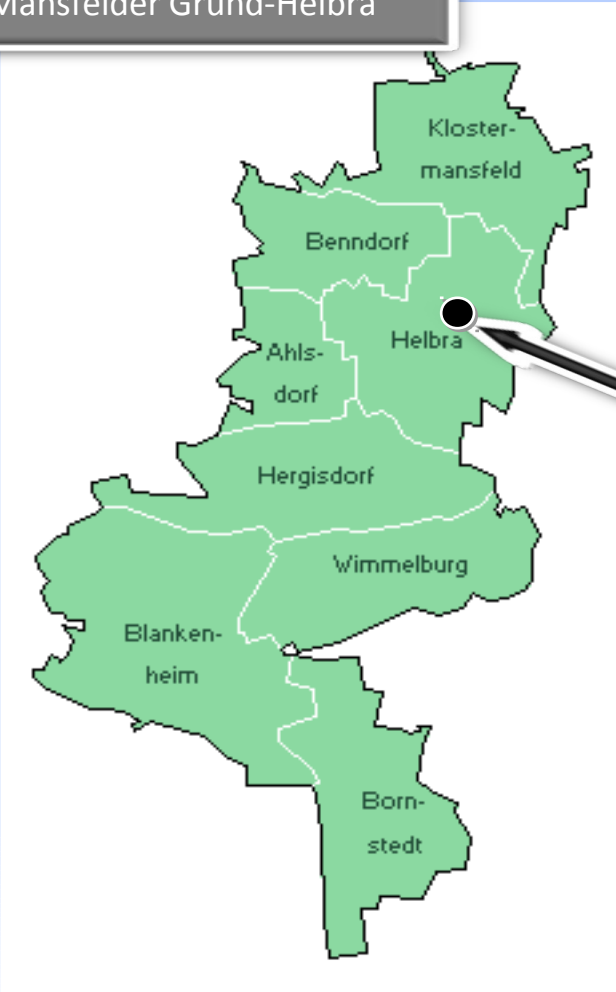 Mansfelder Grund-Helbra
Kloster-
mansfeld
Benndorf
Helbra
Ahls-
dorf
Hergisdorf
Wimmelburg
Blanken-
heim
Born-
stedt